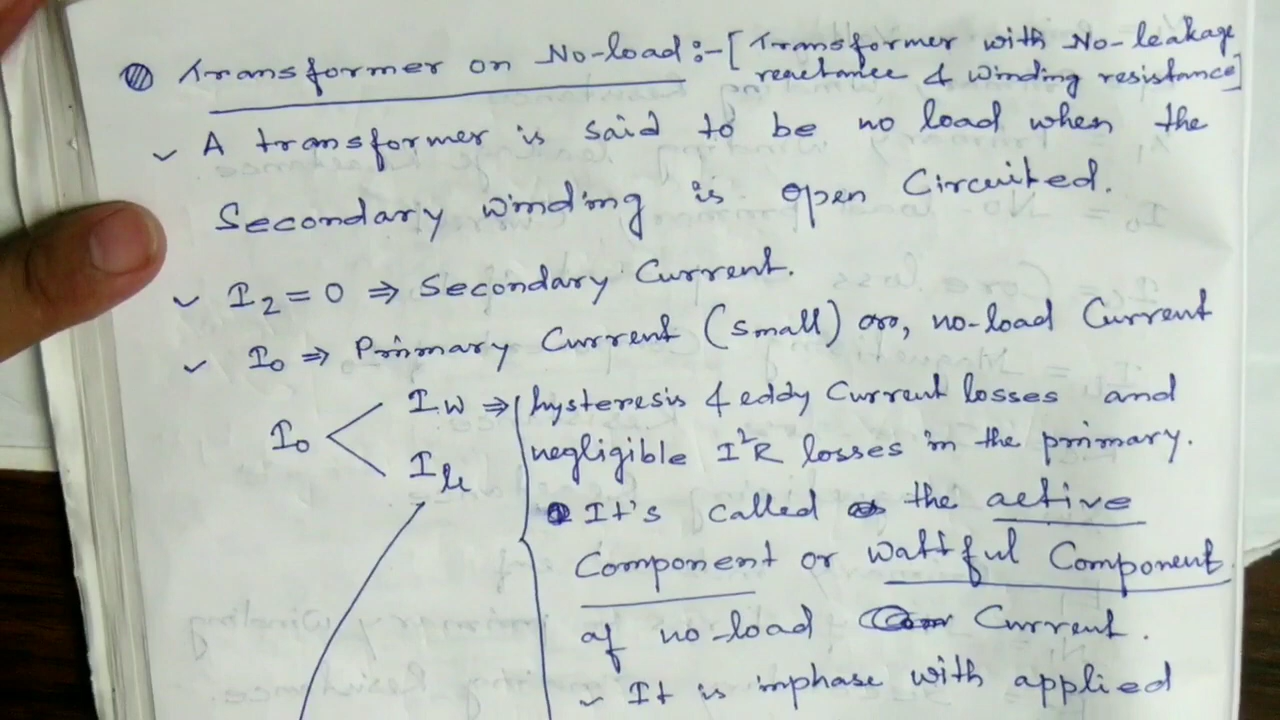 Transformer on No-load :- [Transformer with No-leakage
reactance & winding resistance]
✓ A transformer is said to be no load when the
Secondary winding is open Circuited.
✓ I₂ = 0 ⇒ Secondary Current.
✓ I₀ ⇒ Primary Current (small) or, no-load Current
I₀ < Iw ⇒ hysteresis & eddy Current losses and
negligible I²R losses in the primary.
Iμ
It's called the active
Component or wattful Component
of no-load Current.
✓ It is inphase with applied